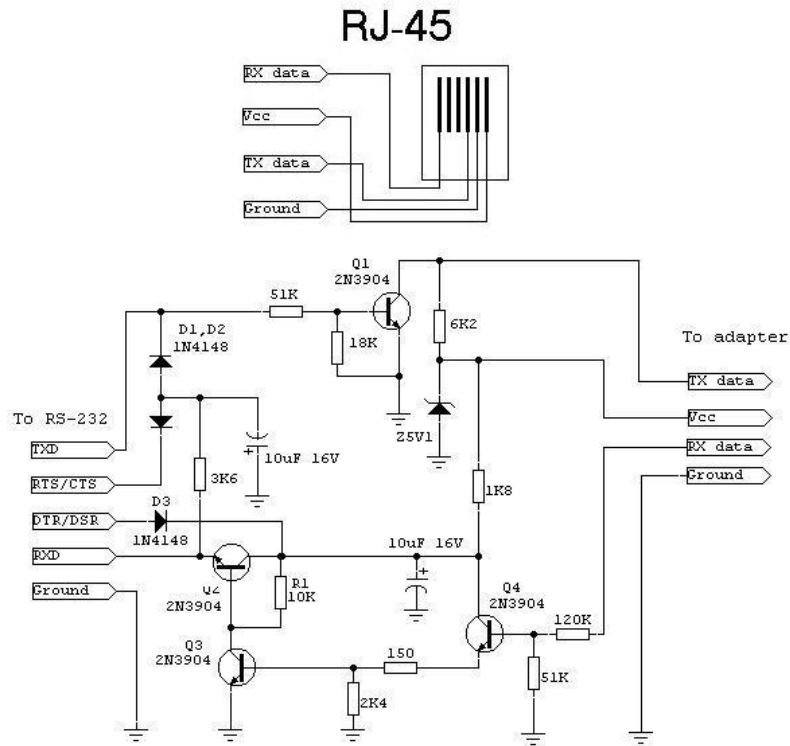 RJ-45
RX data
Vcc
TX data
Ground
Q1
2N3904
51K
18K
6K2
D1,D2
1N4148
To adapter
TX data
Vcc
RX data
Ground
To RS-232
TXD
RTS/CTS
DTR/DSR
RXD
Ground
10uF 16V
+
3K6
Z5V1
1K8
D3
1N4148
10uF 16V
+
Q2
2N3904
R1
10K
Q4
2N3904
120K
Q3
2N3904
150
2K4
51K